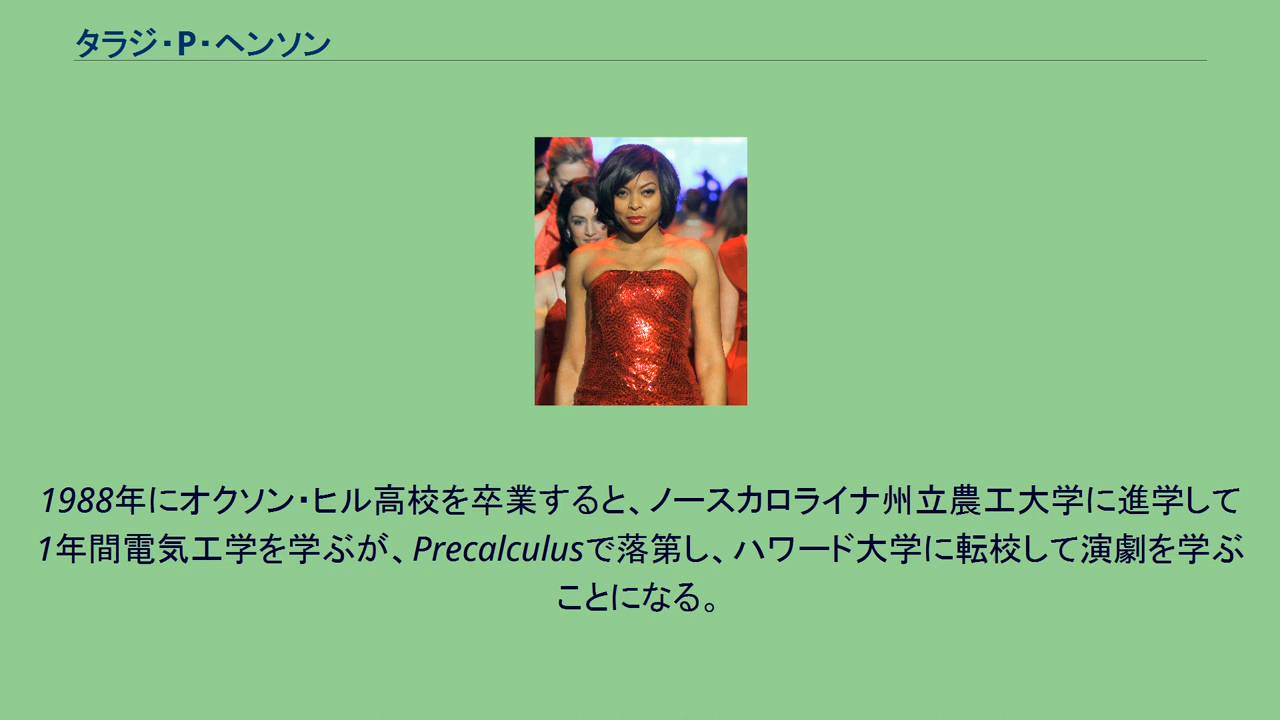 タラジ・P・ヘンソン
1988年にオクソン・ヒル高校を卒業すると、ノースカロライナ州立農工大学に進学して
1年間電気工学を学ぶが、Precalculusで落第し、ハワード大学に転校して演劇を学ぶ
ことになる。